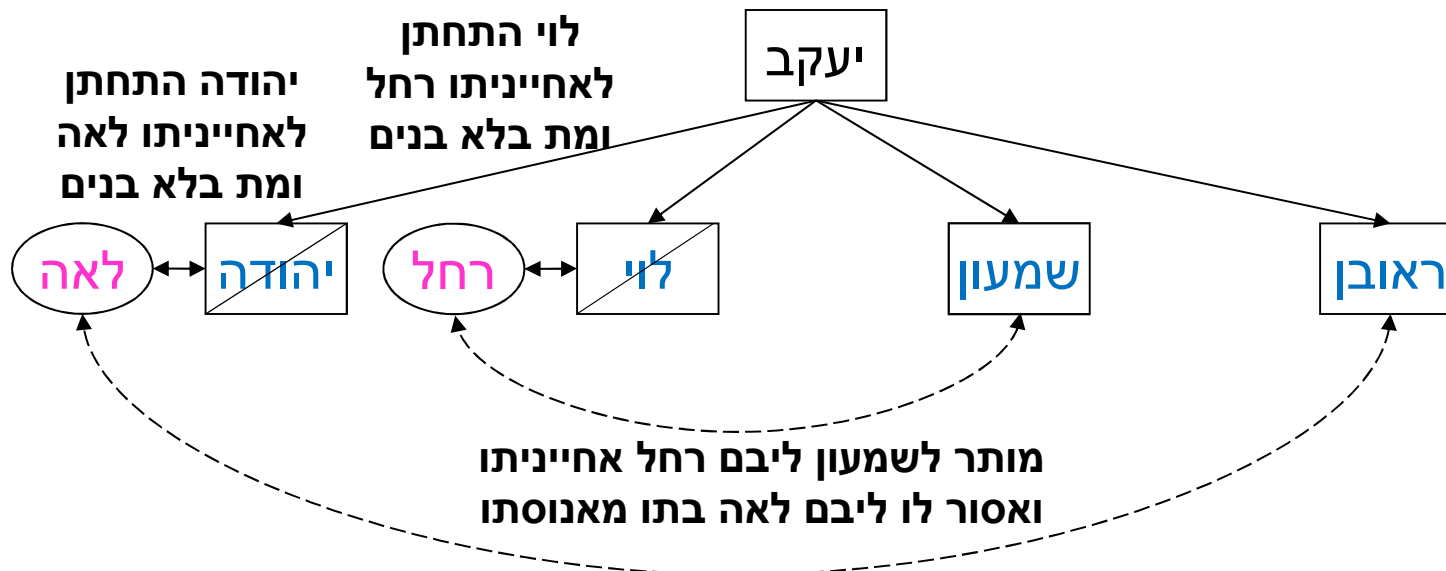 יעקב
לוי התחתן
לאחייניתו רחל
ומת בלא בנים
יהודה התחתן
לאחייניתו לאה
ומת בלא בנים
ראובן
שמעון
לוי
רחל
יהודה
לאה
מותר לשמעון ליבם רחל אחייניתו
ואסור לו ליבם לאה בתו מאנוסתו